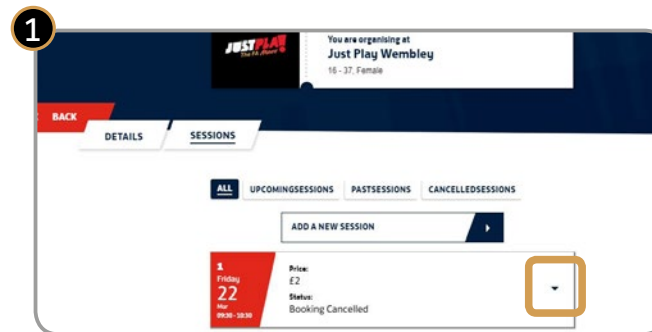 1
JUST PLAY!
The FA
You are organising at
Just Play Wembley
16 - 37, Female
BACK
DETAILS
SESSIONS
ALL
UPCOMINGSESSIONS
PASTSESSIONS
CANCELLEDSESSIONS
ADD A NEW SESSION
1
Friday
22
Mar
09:30 - 10:30
Price:
£2
Status:
Booking Cancelled